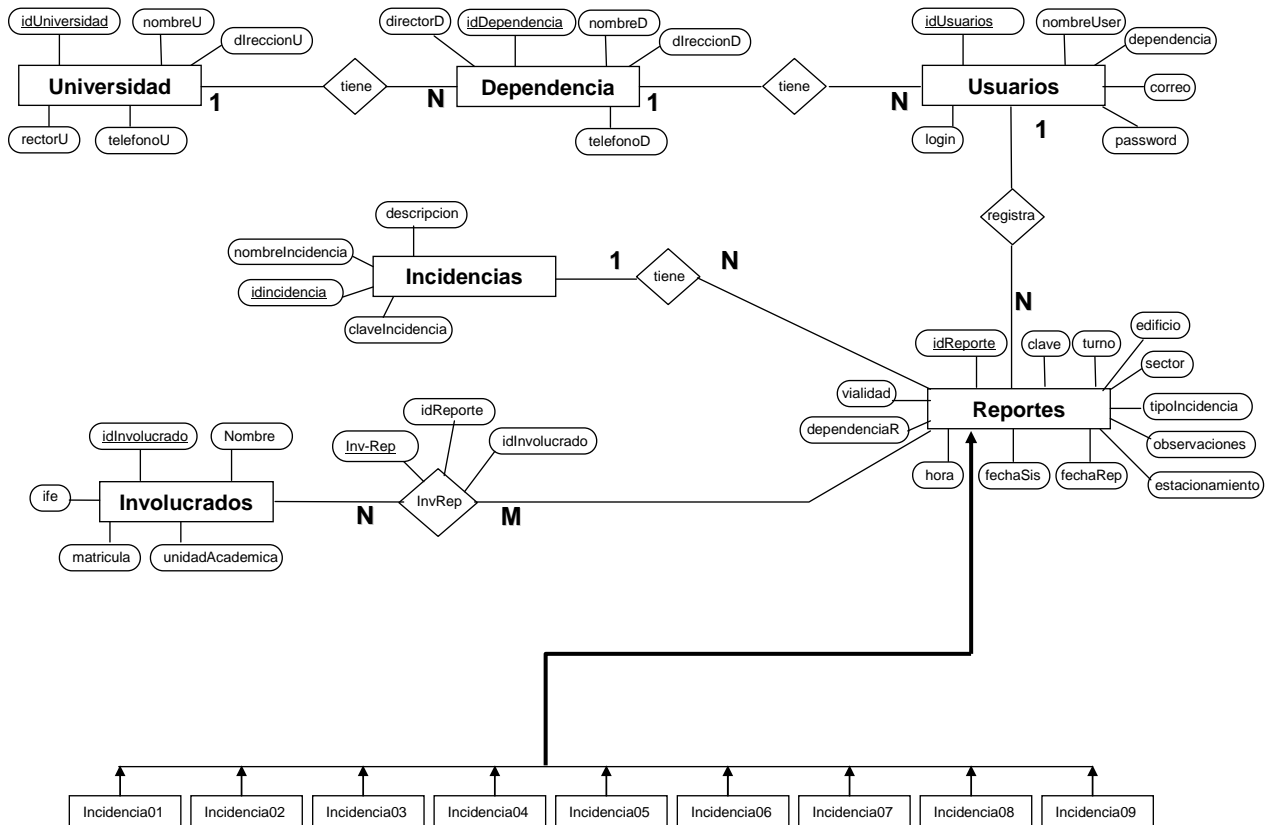 idUniversidad
nombreU
dIreccionU
Universidad
1
rectorU
telefonoU
tiene
N
directorD
idDependencia
nombreD
dIreccionD
Dependencia
1
telefonoD
tiene
N
idUsuarios
nombreUser
dependencia
Usuarios
correo
login
1
password
registra
N
descripcion
nombreIncidencia
Incidencias
idincidencia
claveIncidencia
1
tiene
N
idReporte
clave
turno
edificio
sector
vialidad
Reportes
tipoIncidencia
dependenciaR
observaciones
hora
fechaSis
fechaRep
estacionamiento
idInvolucrado
Nombre
ife
Involucrados
matricula
unidadAcademica
N
Inv-Rep
idReporte
idInvolucrado
InvRep
M
Incidencia01
Incidencia02
Incidencia03
Incidencia04
Incidencia05
Incidencia06
Incidencia07
Incidencia08
Incidencia09